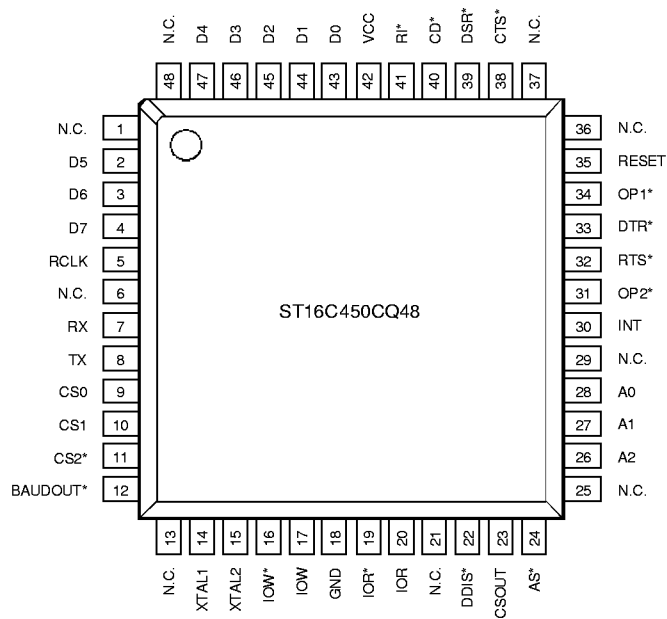 N.C. D4 D3 D2 D1 D0 VCC RI* CD* DSR* CTS* N.C.
48 47 46 45 44 43 42 41 40 39 38 37
N.C. 1 36 N.C.
D5 2 35 RESET
D6 3 34 OP1*
D7 4 33 DTR*
RCLK 5 32 RTS*
N.C. 6 31 OP2*
ST16C450CQ48
RX 7 30 INT
TX 8 29 N.C.
CS0 9 28 A0
CS1 10 27 A1
CS2* 11 26 A2
BAUDOUT* 12 25 N.C.
13 14 15 16 17 18 19 20 21 22 23 24
N.C. XTAL1 XTAL2 IOW* IOW GND IOR* IOR N.C. DDIS* CSOUT AS*